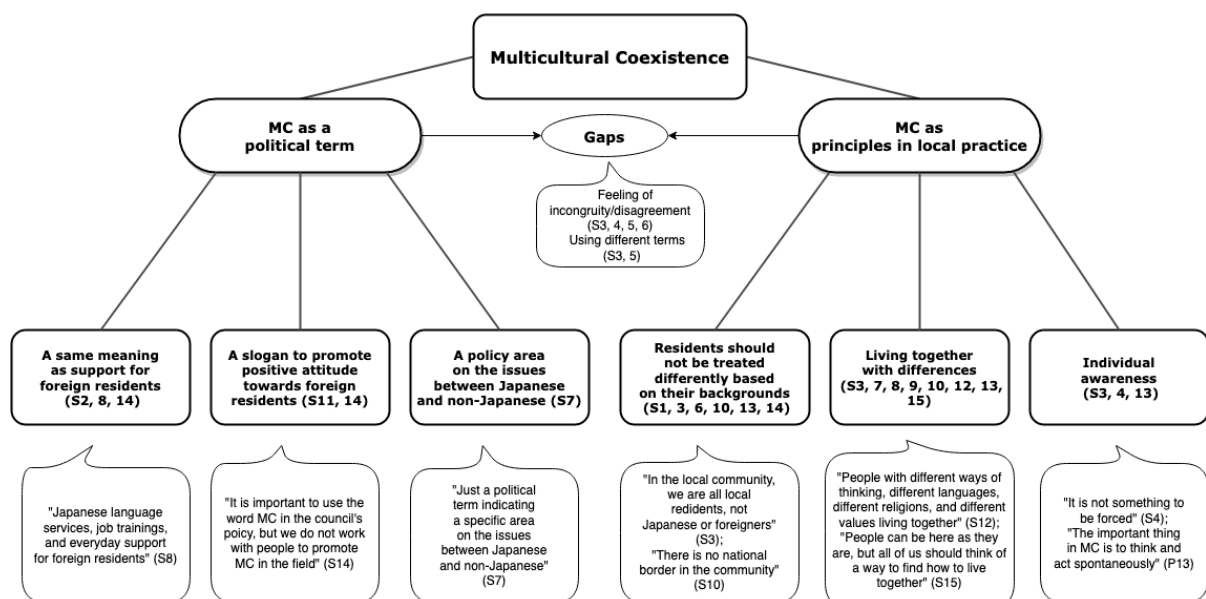 Multicultural Coexistence
MC as a
political term
Gaps
MC as
principles in local practice
Feeling of
incongruity/disagreement
(S3, 4, 5, 6)
Using different terms
(S3, 5)
A same meaning
as support for
foreign residents
(S2, 8, 14)
A slogan to promote
positive attitude
towards foreign
residents (S11, 14)
A policy area
on the issues
between Japanese
and non-Japanese (S7)
Residents should
not be treated
differently based
on their backgrounds
(S1, 3, 6, 10, 13, 14)
Living together
with differences
(S3, 7, 8, 9, 10, 12, 13,
15)
Individual
awareness
(S3, 4, 13)
"Japanese language
services, job trainings,
and everyday support
for foreign residents" (S8)
"It is important to use the
word MC in the council's
poicy, but we do not work
with people to promote
MC in the field" (S14)
"Just a political
term indicating
a specific area
on the issues
between Japanese
and non-Japanese"
(S7)
"In the local community,
we are all local
redidents, not
Japanese or foreigners"
(S3);
"There is no national
border in the community"
(S10)
"People with different ways of
thinking, different languages,
different religions, and different
values living together" (S12);
"People can be here as they
are, but all of us should think of
a way to find how to live
together" (S15)
"It is not something to
be forced" (S4);
"The important thing
in MC is to think and
act spontaneously" (P13)